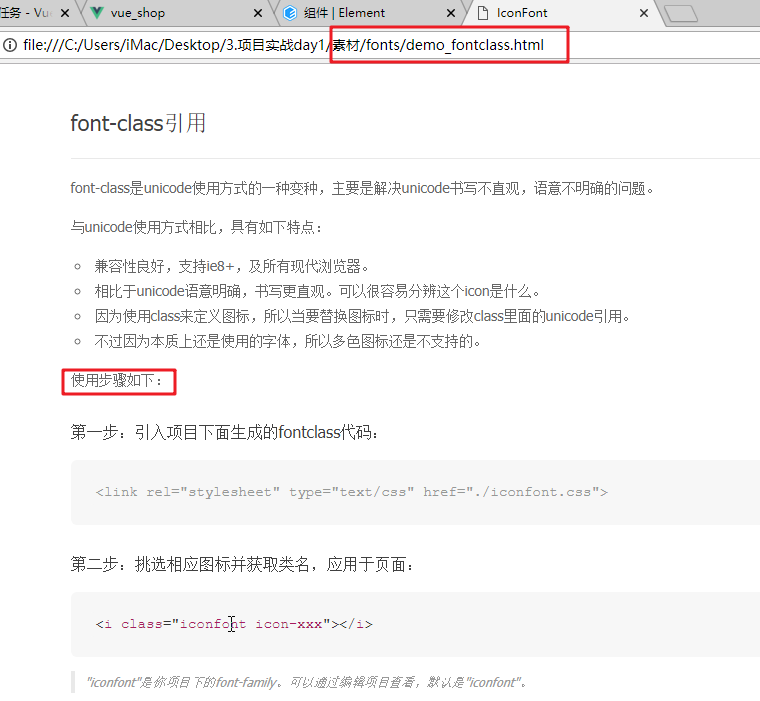 任务 - Vue
vue_shop
组件 | Element
IconFont
file:///C:/Users/iMac/Desktop/3.项目实战day1/素材/fonts/demo_fontclass.html
font-class引用
font-class是unicode使用方式的一种变种，主要是解决unicode书写不直观，语意不明确的问题。
与unicode使用方式相比，具有如下特点：
兼容性良好，支持ie8+，及所有现代浏览器。
相比于unicode语意明确，书写更直观。可以很容易分辨这个icon是什么。
因为使用class来定义图标，所以当要替换图标时，只需要修改class里面的unicode引用。
不过因为本质上还是使用的字体，所以多色图标还是不支持的。
使用步骤如下：
第一步：引入项目下面生成的fontclass代码：
<link rel="stylesheet" type="text/css" href="./iconfont.css">
第二步：挑选相应图标并获取类名，应用于页面：
<i class="iconfont icon-xxx"></i>
"iconfont"是你项目下的font-family。可以通过编辑项目查看，默认是"iconfont"。